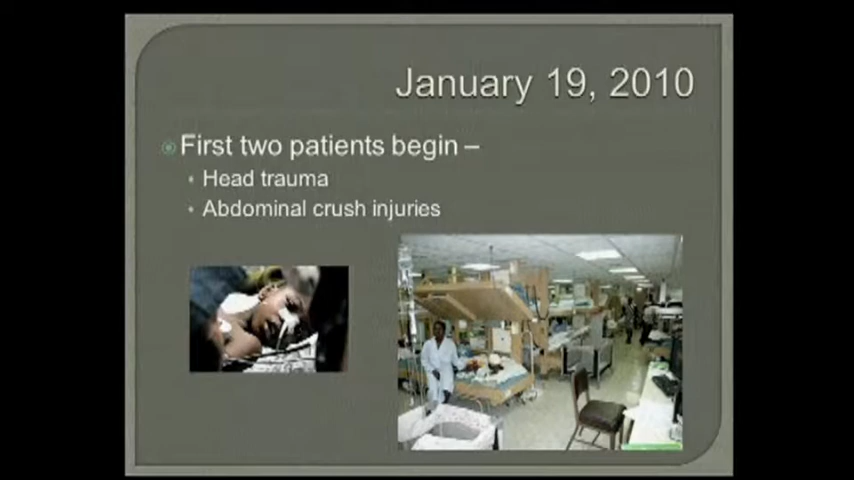 January 19, 2010
First two patients begin –
Head trauma
Abdominal crush injuries